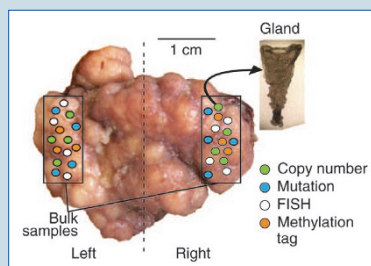 Gland
1 cm
Copy number
Mutation
FISH
Methylation
tag
Bulk
samples
Left
Right